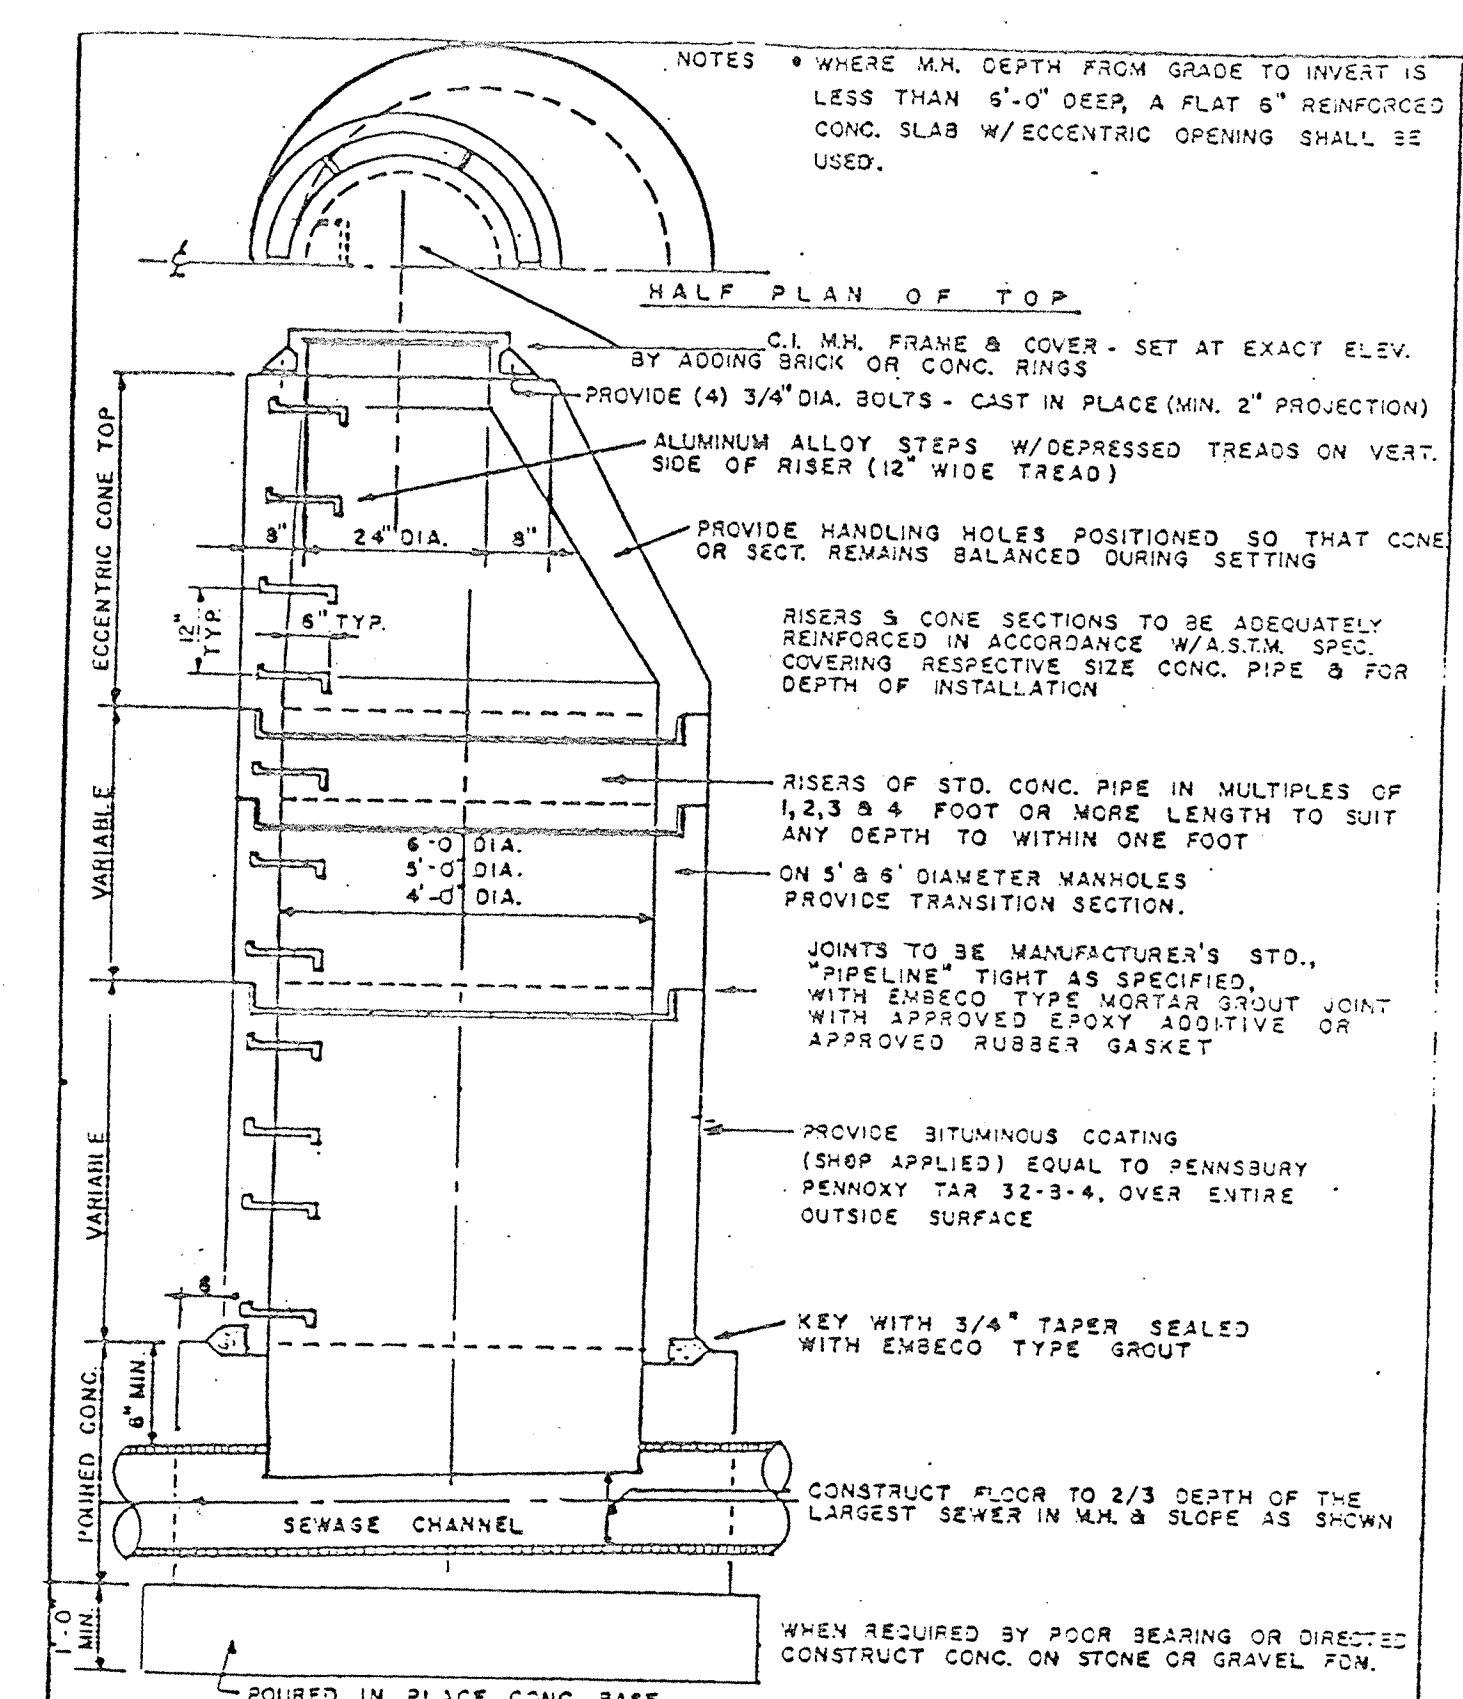 NOTES • WHERE M.H. DEPTH FROM GRADE TO INVERT IS
LESS THAN 6'-0" DEEP, A FLAT 6" REINFORCED
CONC. SLAB W/ECCENTRIC OPENING SHALL BE
USED.
HALF PLAN OF TOP
C.I. M.H. FRAME & COVER - SET AT EXACT ELEV.
BY ADDING BRICK OR CONC. RINGS
PROVIDE (4) 3/4" DIA. BOLTS - CAST IN PLACE (MIN. 2" PROJECTION)
ALUMINUM ALLOY STEPS W/DEPRESSED TREADS ON VERT.
SIDE OF RISER (12" WIDE TREAD)
ECCENTRIC CONE TOP
8" 24" DIA. 8"
PROVIDE HANDLING HOLES POSITIONED SO THAT CONE
OR SECT. REMAINS BALANCED DURING SETTING
12"
TYP.
6" TYP.
RISERS & CONE SECTIONS TO BE ADEQUATELY
REINFORCED IN ACCORDANCE W/A.S.T.M. SPEC.
COVERING RESPECTIVE SIZE CONC. PIPE & FOR
DEPTH OF INSTALLATION
VARIABLE
RISERS OF STD. CONC. PIPE IN MULTIPLES OF
1, 2, 3 & 4 FOOT OR MORE LENGTH TO SUIT
ANY DEPTH TO WITHIN ONE FOOT
6'-0" DIA.
5'-0" DIA.
4'-0" DIA.
ON 5' & 6' DIAMETER MANHOLES
PROVIDE TRANSITION SECTION.
JOINTS TO BE MANUFACTURER'S STD.,
"PIPELINE" TIGHT AS SPECIFIED,
WITH EMBECO TYPE MORTAR GROUT JOINT
WITH APPROVED EPOXY ADDITIVE OR
APPROVED RUBBER GASKET
VARIABLE
PROVIDE BITUMINOUS COATING
(SHOP APPLIED) EQUAL TO PENNSBURY
PENNOXY TAR 32-B-4, OVER ENTIRE
OUTSIDE SURFACE
KEY WITH 3/4" TAPER SEALED
WITH EMBECO TYPE GROUT
POURED CONC.
MIN.
CONSTRUCT FLOOR TO 2/3 DEPTH OF THE
LARGEST SEWER IN M.H. & SLOPE AS SHOWN
SEWAGE CHANNEL
1'-0"
MIN.
WHEN REQUIRED BY POOR BEARING OR DIRECTED
CONSTRUCT CONC. ON STONE OR GRAVEL FDN.
POURED IN PLACE CONC. BASE